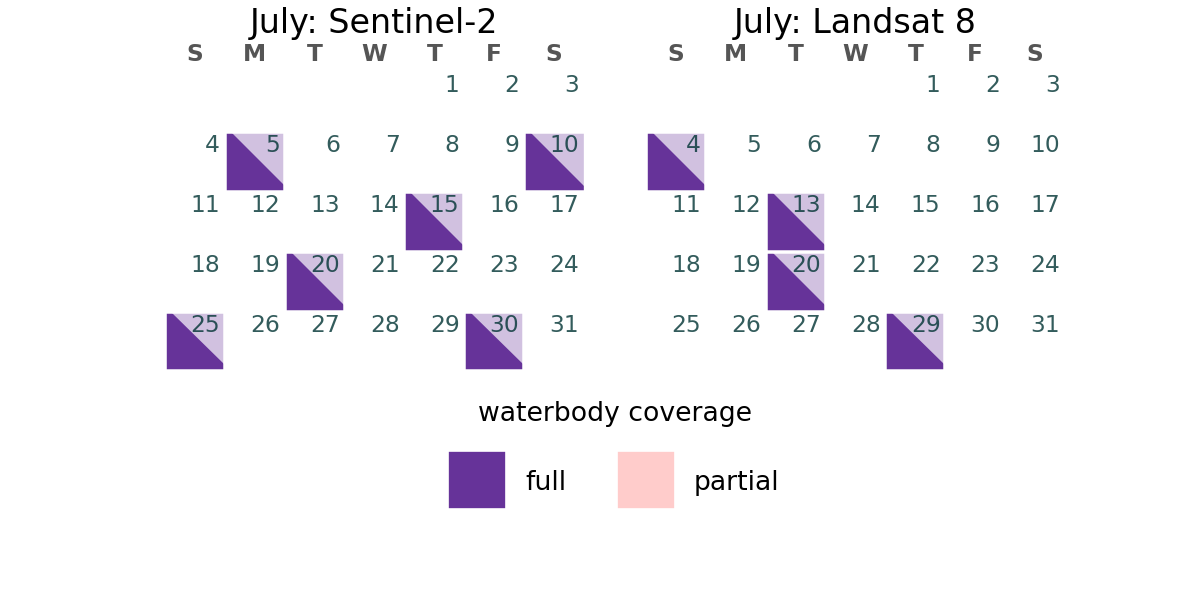 July: Sentinel-2
S M T W T F S
1 2 3
4 5 6 7 8 9 10
11 12 13 14 15 16 17
18 19 20 21 22 23 24
25 26 27 28 29 30 31
July: Landsat 8
S M T W T F S
1 2 3
4 5 6 7 8 9 10
11 12 13 14 15 16 17
18 19 20 21 22 23 24
25 26 27 28 29 30 31
waterbody coverage
full
partial